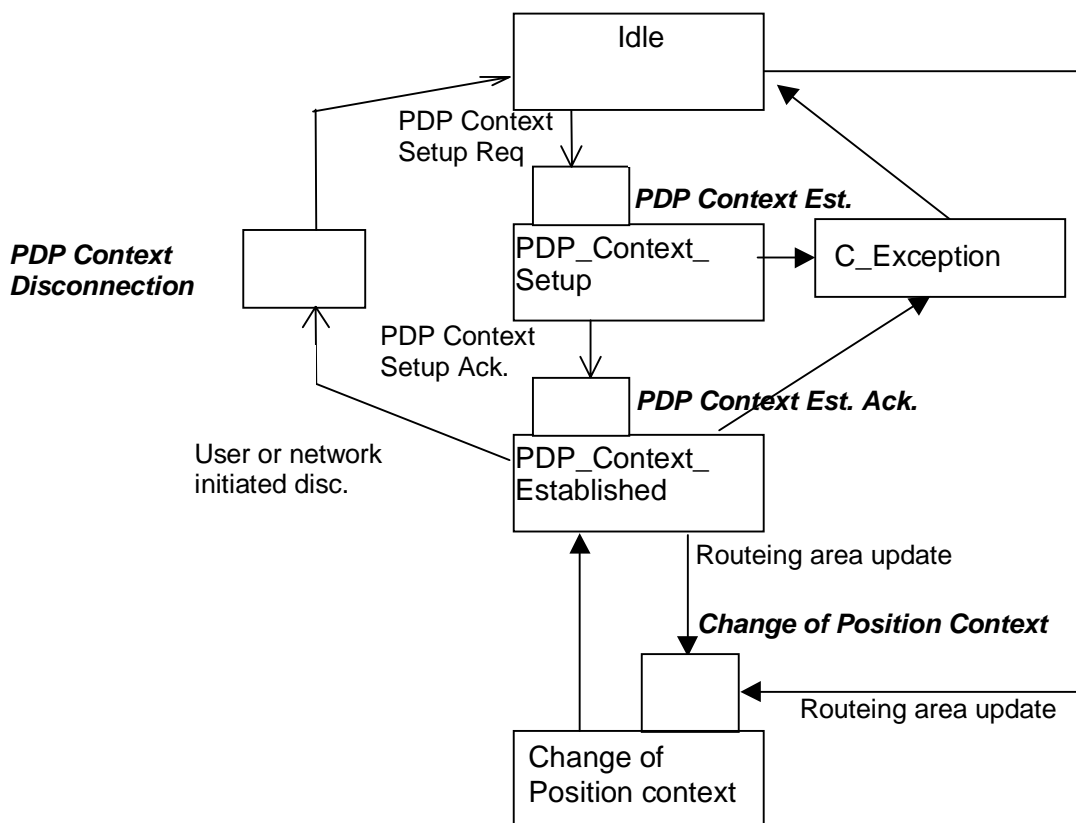 Idle
PDP Context
Setup Req
PDP Context Est.
PDP Context
Disconnection
PDP_Context_
Setup
C_Exception
PDP Context
Setup Ack.
PDP Context Est. Ack.
User or network
initiated disc.
PDP_Context_
Established
Routeing area update
Change of Position Context
Routeing area update
Change of
Position context